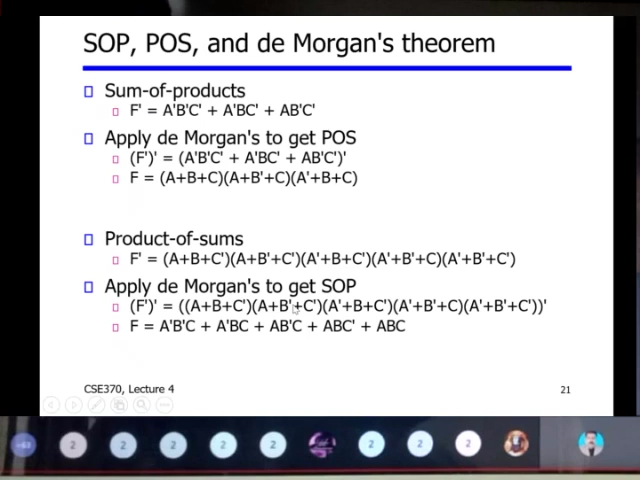 SOP, POS, and de Morgan's theorem
Sum-of-products
F' = A'B'C' + A'BC' + AB'C'
Apply de Morgan's to get POS
(F')' = (A'B'C' + A'BC' + AB'C')'
F = (A+B+C)(A+B'+C)(A'+B+C)
Product-of-sums
F' = (A+B+C')(A+B'+C')(A'+B+C')(A'+B'+C)(A'+B'+C')
Apply de Morgan's to get SOP
(F')' = ((A+B+C')(A+B'+C')(A'+B+C')(A'+B'+C)(A'+B'+C'))'
F = A'B'C + A'BC + AB'C + ABC' + ABC
CSE370, Lecture 4
21
+63 2 2 2 2 2 2 2 2